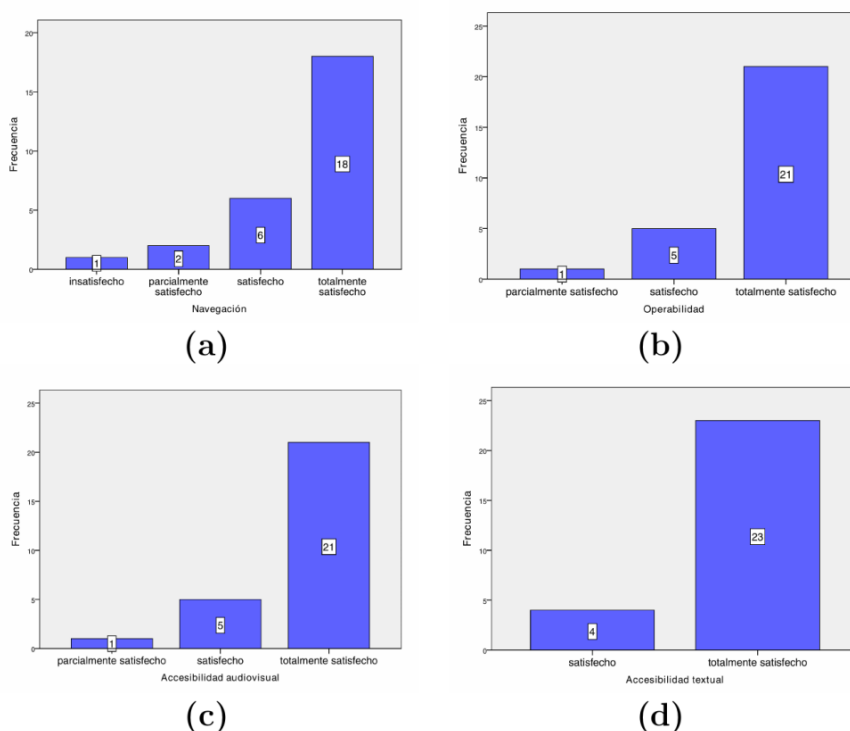 20
15
10
5
0
Frecuencia
1
2
6
18
insatisfecho
parcialmente
satisfecho
satisfecho
totalmente
satisfecho
Navegación
(a)
25
20
15
10
5
0
Frecuencia
1
5
21
parcialmente satisfecho
satisfecho
totalmente satisfecho
Operabilidad
(b)
25
20
15
10
5
0
Frecuencia
1
5
21
parcialmente satisfecho
satisfecho
totalmente satisfecho
Accesibilidad audiovisual
(c)
25
20
15
10
5
0
Frecuencia
4
23
satisfecho
totalmente satisfecho
Accesibilidad textual
(d)